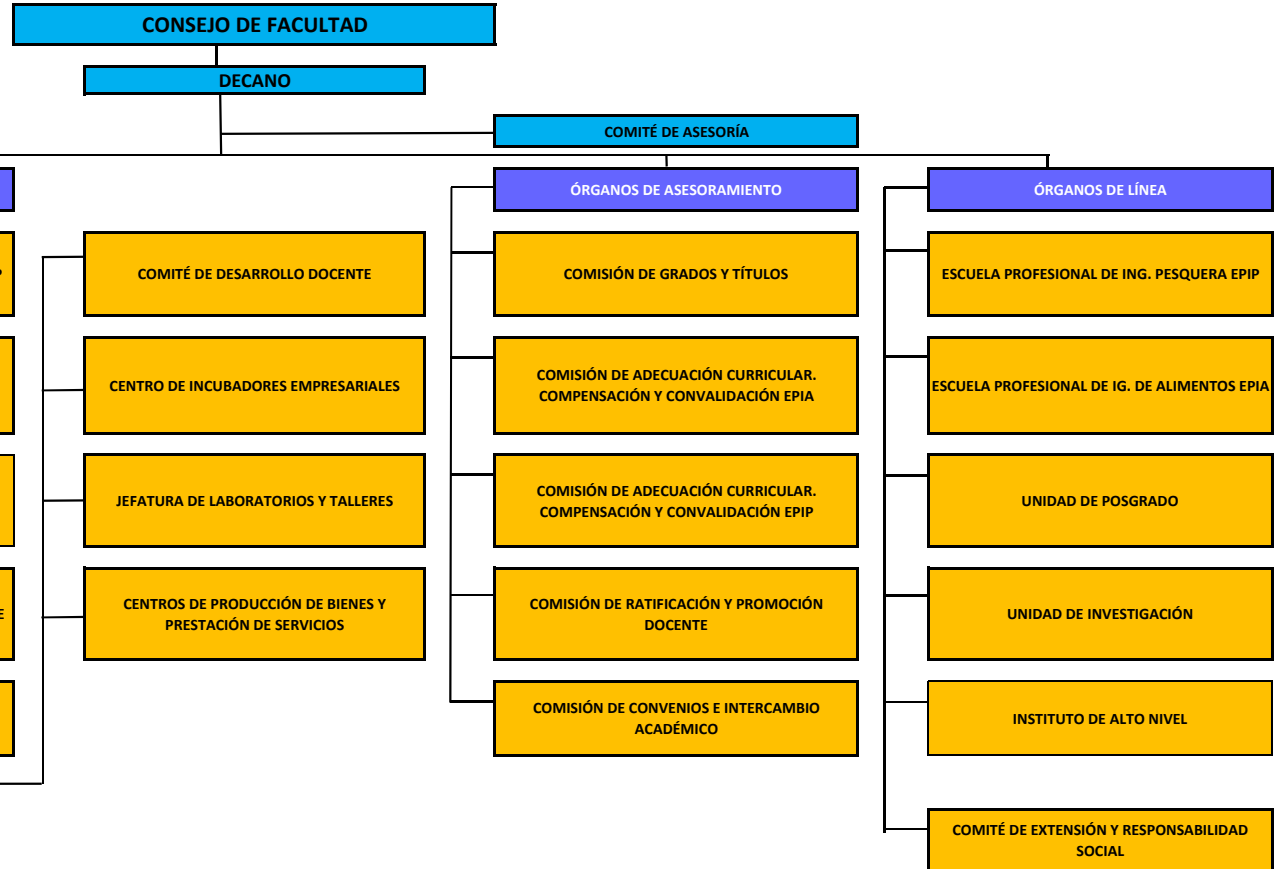 CONSEJO DE FACULTAD
DECANO
COMITÉ DE ASESORÍA
ÓRGANOS DE ASESORAMIENTO
ÓRGANOS DE LÍNEA
P
COMITÉ DE DESARROLLO DOCENTE
COMISIÓN DE GRADOS Y TÍTULOS
ESCUELA PROFESIONAL DE ING. PESQUERA EPIP
CENTRO DE INCUBADORES EMPRESARIALES
COMISIÓN DE ADECUACIÓN CURRICULAR.
COMPENSACIÓN Y CONVALIDACIÓN EPIA
ESCUELA PROFESIONAL DE IG. DE ALIMENTOS EPIA
JEFATURA DE LABORATORIOS Y TALLERES
COMISIÓN DE ADECUACIÓN CURRICULAR.
COMPENSACIÓN Y CONVALIDACIÓN EPIP
UNIDAD DE POSGRADO
E
CENTROS DE PRODUCCIÓN DE BIENES Y
PRESTACIÓN DE SERVICIOS
COMISIÓN DE RATIFICACIÓN Y PROMOCIÓN
DOCENTE
UNIDAD DE INVESTIGACIÓN
COMISIÓN DE CONVENIOS E INTERCAMBIO
ACADÉMICO
INSTITUTO DE ALTO NIVEL
COMITÉ DE EXTENSIÓN Y RESPONSABILIDAD
SOCIAL